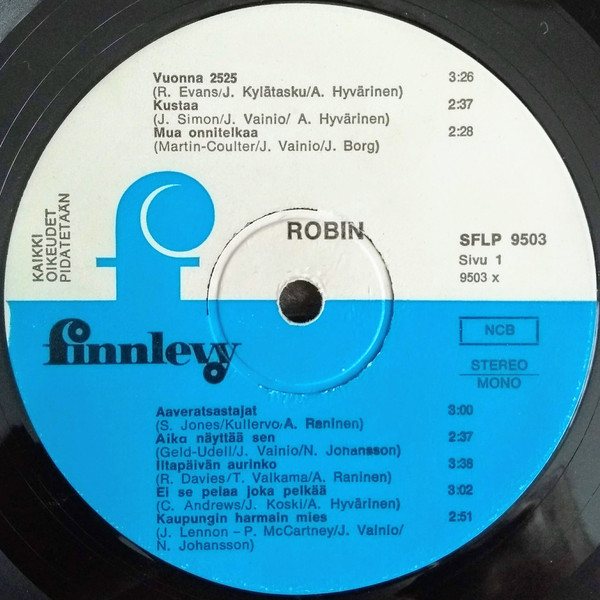 Vuonna 2525 3:26
(R. Evans/J. Kylätasku/A. Hyvärinen)
Kustaa 2:37
(J. Simon/J. Vainio/ A. Hyvärinen)
Mua onnitelkaa 2:28
(Martin-Coulter/J. Vainio/J. Borg)
KAIKKI
OIKEUDET
PIDÄTETÄÄN
ROBIN
SFLP 9503
Sivu 1
9503 x
finnlevy
NCB
STEREO
MONO
Aaveratsastajat 3:00
(S. Jones/Kullervo/A. Raninen)
Aika näyttää sen 2:37
(Geld-Udell/J. Vainio/N. Johansson)
Iltapäivän aurinko 3:38
(R. Davies/T. Valkama/A. Raninen)
Ei se pelaa joka pelkää 3:02
(C. Andrews/J. Koski/A. Hyvärinen)
Kaupungin harmain mies 2:51
(J. Lennon – P. McCartney/J. Vainio/
N. Johansson)